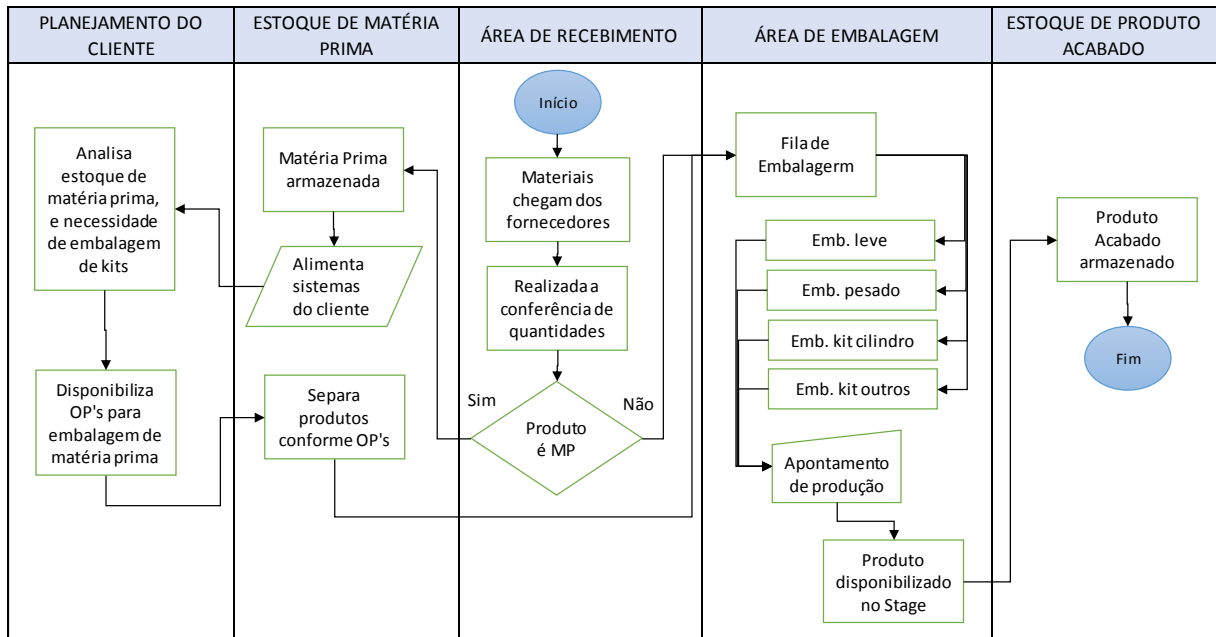 PLANEJAMENTO DO
CLIENTE
ESTOQUE DE MATÉRIA
PRIMA
ÁREA DE RECEBIMENTO
ÁREA DE EMBALAGEM
ESTOQUE DE PRODUTO
ACABADO
Analisa
estoque de
matéria prima,
e necessidade
de embalagem
de kits
Disponibiliza
OP's para
embalagem de
matéria prima
Matéria Prima
armazenada
Alimenta
sistemas
do cliente
Separa
produtos
conforme OP's
Início
Materiais
chegam dos
fornecedores
Realizada a
conferência de
quantidades
Sim
Não
Produto
é MP
Fila de
Embalagerm
Emb. leve
Emb. pesado
Emb. kit cilindro
Emb. kit outros
Apontamento
de produção
Produto
disponibilizado
no Stage
Produto
Acabado
armazenado
Fim